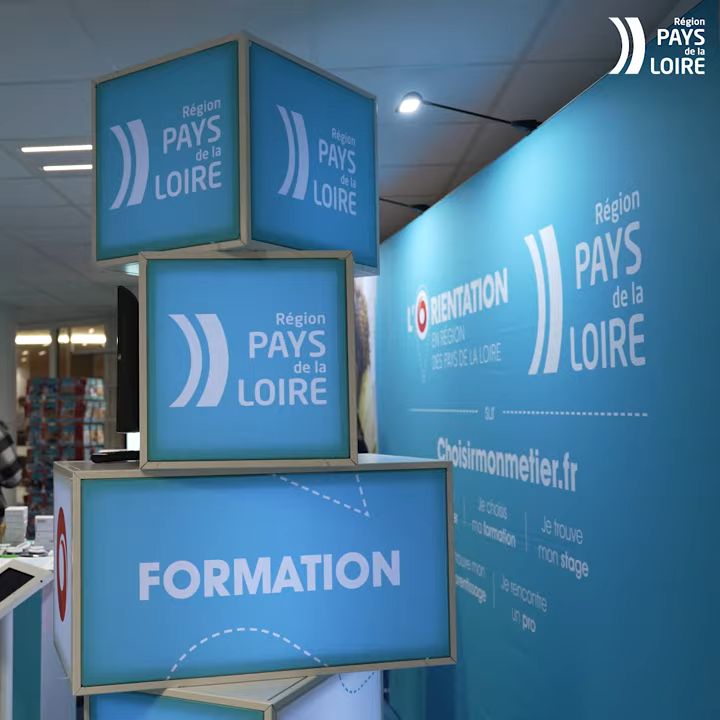 Région
PAYS
de la
LOIRE
Région
PAYS
de la
LOIRE
Région
PAYS
de la
LOIRE
Région
PAYS
de la
LOIRE
FORMATION
L'ORIENTATION
EN RÉGION
DES PAYS DE LA LOIRE
Région
PAYS
de la
LOIRE
sur
Choisirmonmetier.fr
Je choisis
ma formation
Je trouve
mon stage
Je rencontre
un pro